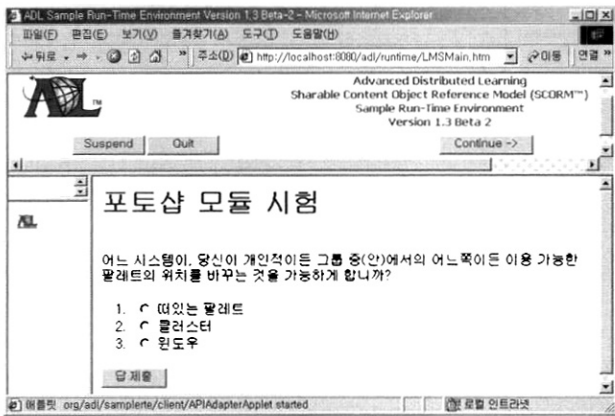 ADL Sample Run-Time Environment Version 1.3 Beta-2 - Microsoft Internet Explorer
파일(F) 편집(E) 보기(V) 즐겨찾기(A) 도구(T) 도움말(H)
뒤로 » 주소(D) http://localhost:8080/adl/runtime/LMSMain.htm 이동 연결 »
ADL TM
Advanced Distributed Learning
Sharable Content Object Reference Model (SCORM™)
Sample Run-Time Environment
Version 1.3 Beta 2
Suspend Quit Continue ->
ADL
포토샵 모듈 시험
어느 시스템이, 당신이 개인적이든 그룹 중(안)에서의 어느쪽이든 이용 가능한
팔레트의 위치를 바꾸는 것을 가능하게 합니까?
1. 떠있는 팔레트
2. 클러스터
3. 윈도우
답 제출
애플릿 org/adl/samplerte/client/APIAdapterApplet started 로컬 인트라넷